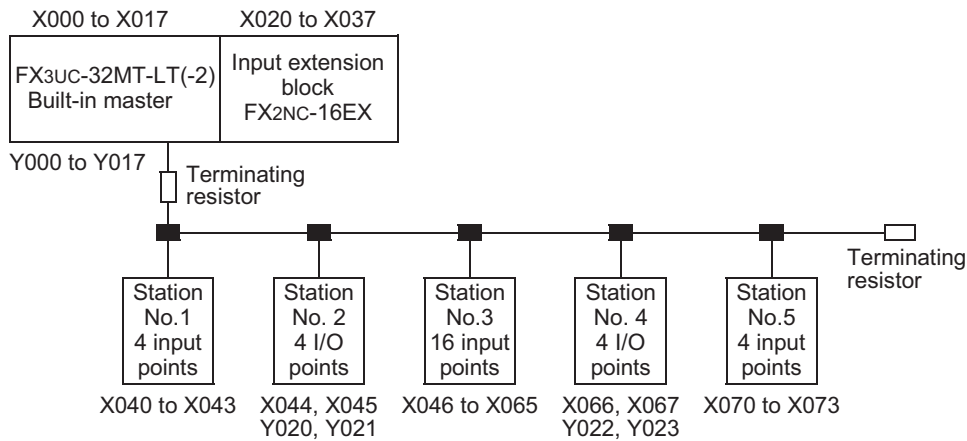 X000 to X017
X020 to X037
FX3UC-32MT-LT(-2)
Built-in master
Input extension
block
FX2NC-16EX
Y000 to Y017
Terminating
resistor
Terminating
resistor
Station
No.1
4 input
points
Station
No. 2
4 I/O
points
Station
No.3
16 input
points
Station
No. 4
4 I/O
points
Station
No.5
4 input
points
X040 to X043
X044, X045
Y020, Y021
X046 to X065
X066, X067
Y022, Y023
X070 to X073